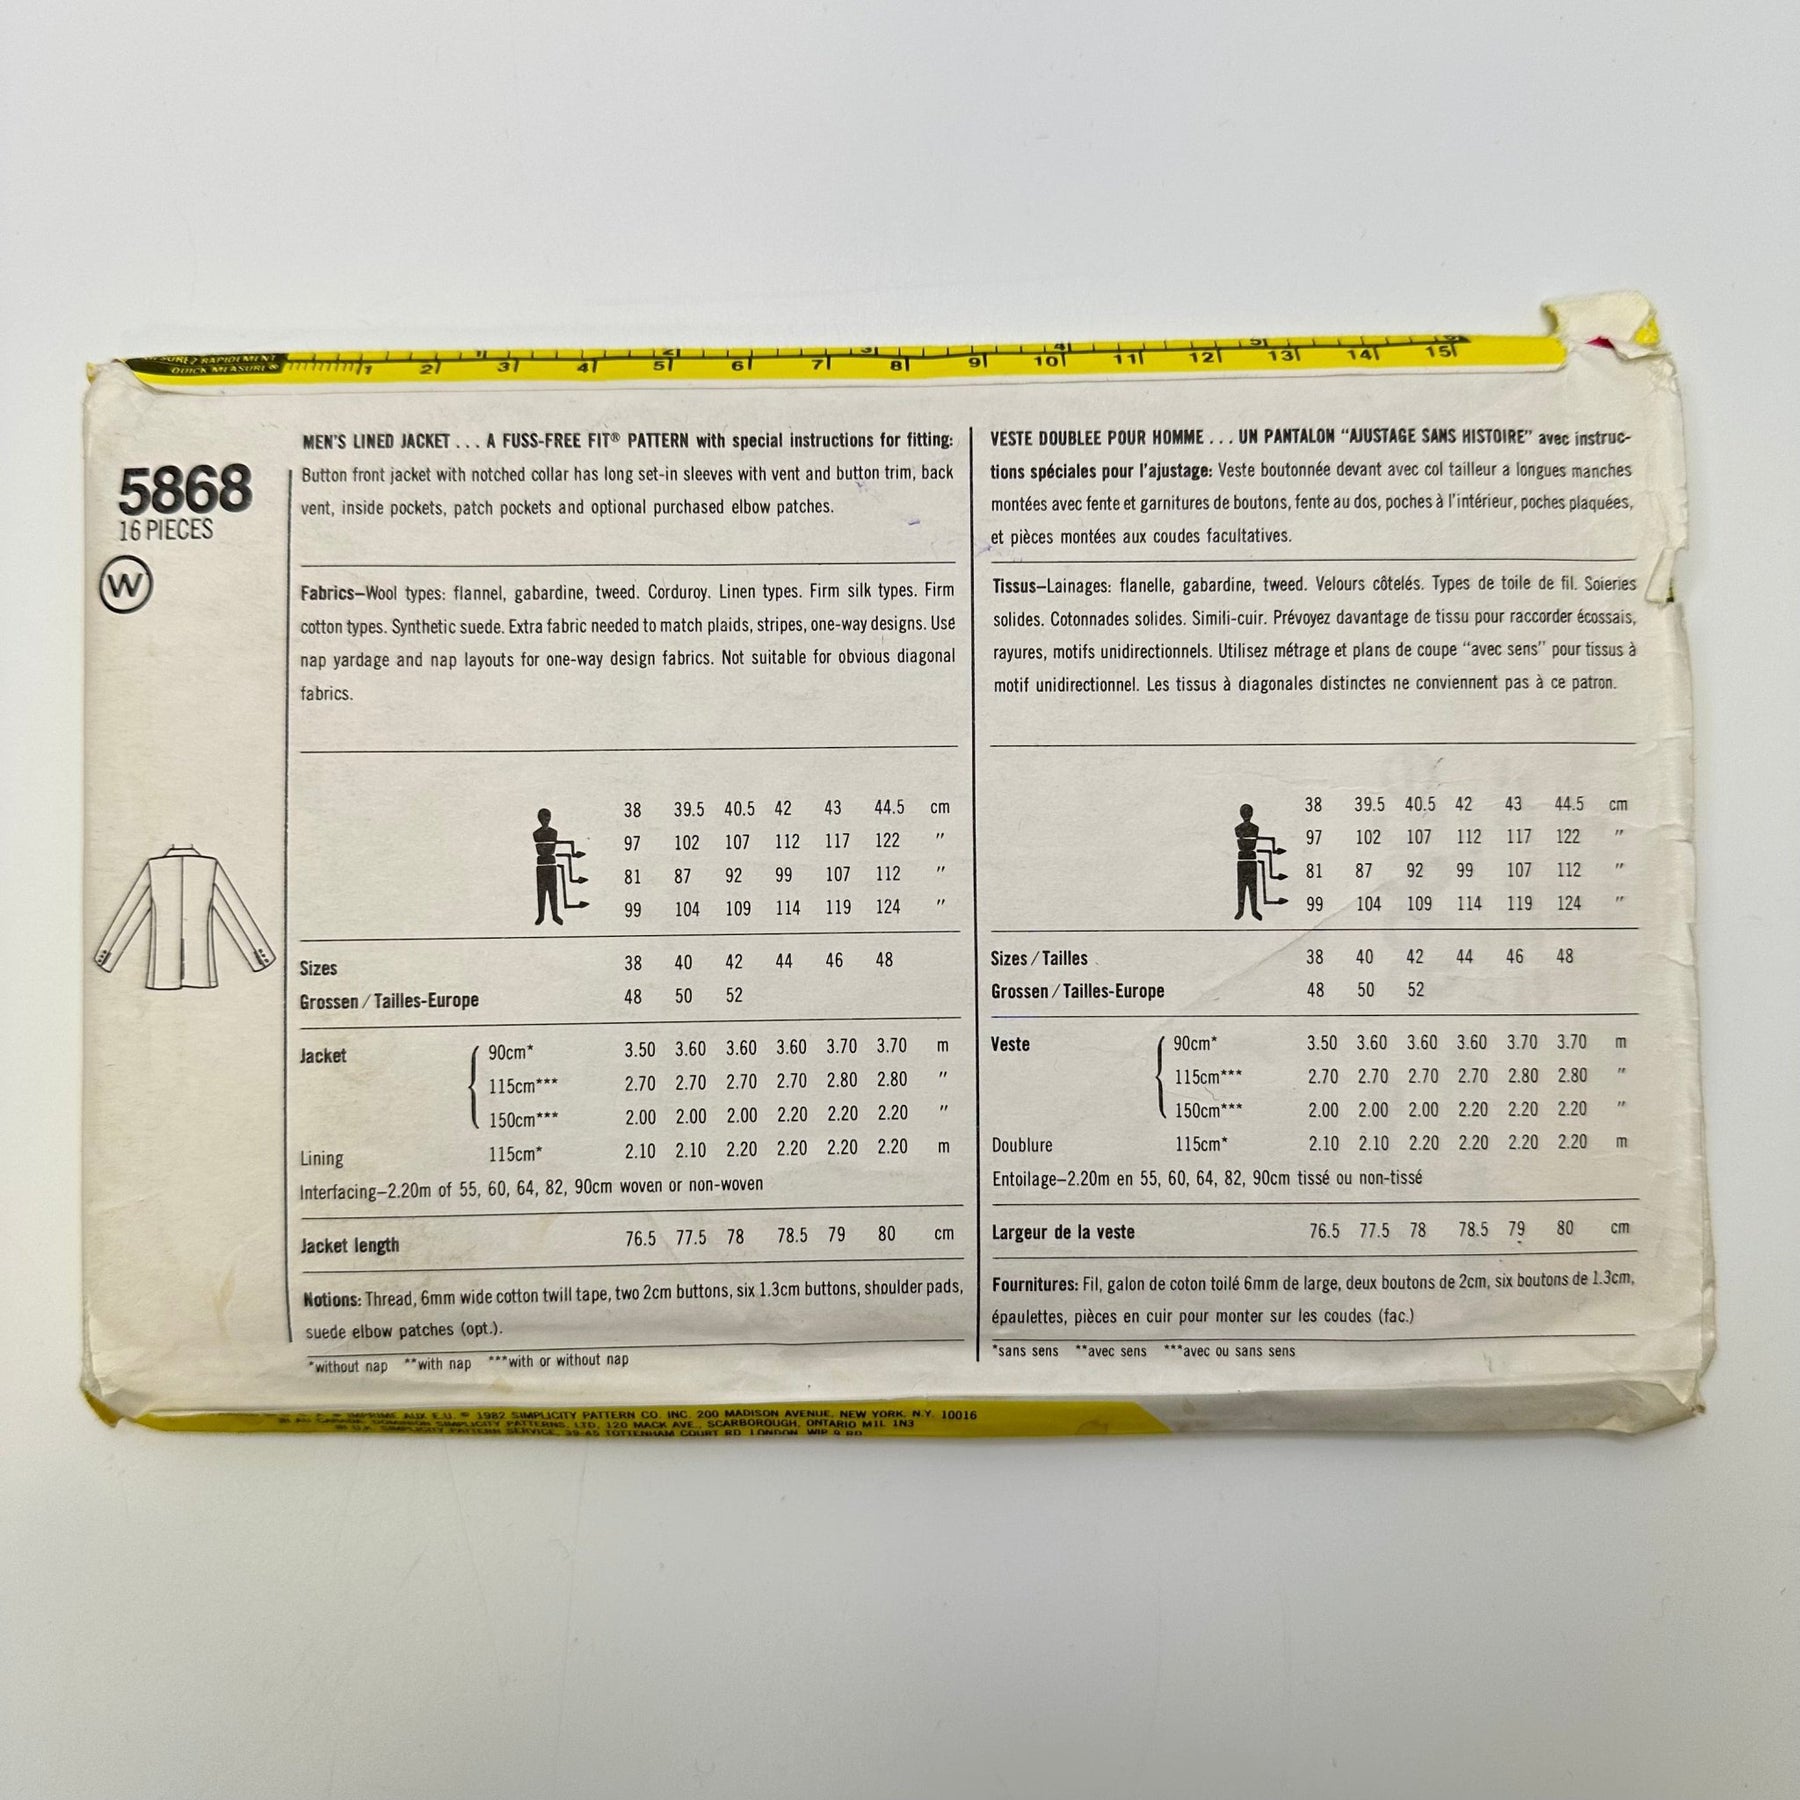 QUICK MEASURE
1 2 3 4 5 6 7 8 9 10 11 12 13 14 15
5868
16 PIECES
W
MEN'S LINED JACKET . . . A FUSS-FREE FIT® PATTERN with special instructions for fitting:
Button front jacket with notched collar has long set-in sleeves with vent and button trim, back
vent, inside pockets, patch pockets and optional purchased elbow patches.
Fabrics–Wool types: flannel, gabardine, tweed. Corduroy. Linen types. Firm silk types. Firm
cotton types. Synthetic suede. Extra fabric needed to match plaids, stripes, one-way designs. Use
nap yardage and nap layouts for one-way design fabrics. Not suitable for obvious diagonal
fabrics.
38 39.5 40.5 42 43 44.5 cm
97 102 107 112 117 122 "
81 87 92 99 107 112 "
99 104 109 114 119 124 "
Sizes 38 40 42 44 46 48
Grossen/Tailles-Europe 48 50 52
Jacket 90cm* 3.50 3.60 3.60 3.60 3.70 3.70 m
115cm*** 2.70 2.70 2.70 2.70 2.80 2.80 "
150cm*** 2.00 2.00 2.00 2.20 2.20 2.20 "
Lining 115cm* 2.10 2.10 2.20 2.20 2.20 2.20 m
Interfacing–2.20m of 55, 60, 64, 82, 90cm woven or non-woven
Jacket length 76.5 77.5 78 78.5 79 80 cm
Notions: Thread, 6mm wide cotton twill tape, two 2cm buttons, six 1.3cm buttons, shoulder pads,
suede elbow patches (opt.).
*without nap **with nap ***with or without nap
VESTE DOUBLEE POUR HOMME . . . UN PANTALON "AJUSTAGE SANS HISTOIRE" avec instruc-
tions spéciales pour l'ajustage: Veste boutonnée devant avec col tailleur a longues manches
montées avec fente et garnitures de boutons, fente au dos, poches à l'intérieur, poches plaquées,
et pièces montées aux coudes facultatives.
Tissus–Lainages: flanelle, gabardine, tweed. Velours côtelés. Types de toile de fil. Soieries
solides. Cotonnades solides. Simili-cuir. Prévoyez davantage de tissu pour raccorder écossais,
rayures, motifs unidirectionnels. Utilisez métrage et plans de coupe "avec sens" pour tissus à
motif unidirectionnel. Les tissus à diagonales distinctes ne conviennent pas à ce patron.
38 39.5 40.5 42 43 44.5 cm
97 102 107 112 117 122 "
81 87 92 99 107 112 "
99 104 109 114 119 124 "
Sizes/Tailles 38 40 42 44 46 48
Grossen/Tailles-Europe 48 50 52
Veste 90cm* 3.50 3.60 3.60 3.60 3.70 3.70 m
115cm*** 2.70 2.70 2.70 2.70 2.80 2.80 "
150cm*** 2.00 2.00 2.00 2.20 2.20 2.20 "
Doublure 115cm* 2.10 2.10 2.20 2.20 2.20 2.20 m
Entoilage–2.20m en 55, 60, 64, 82, 90cm tissé ou non-tissé
Largeur de la veste 76.5 77.5 78 78.5 79 80 cm
Fournitures: Fil, galon de coton toilé 6mm de large, deux boutons de 2cm, six boutons de 1.3cm,
épaulettes, pièces en cuir pour monter sur les coudes (fac.)
*sans sens **avec sens ***avec ou sans sens
IMPRIME AUX E.U. © 1982 SIMPLICITY PATTERN CO. INC. 200 MADISON AVENUE, NEW YORK, N.Y. 10016
CANADA, DOMINION SIMPLICITY PATTERNS, LTD, 120 MACK AVE., SCARBOROUGH, ONTARIO M1L 1N3
SIMPLICITY PATTERN SERVICE, 39-45 TOTTENHAM COURT RD LONDON